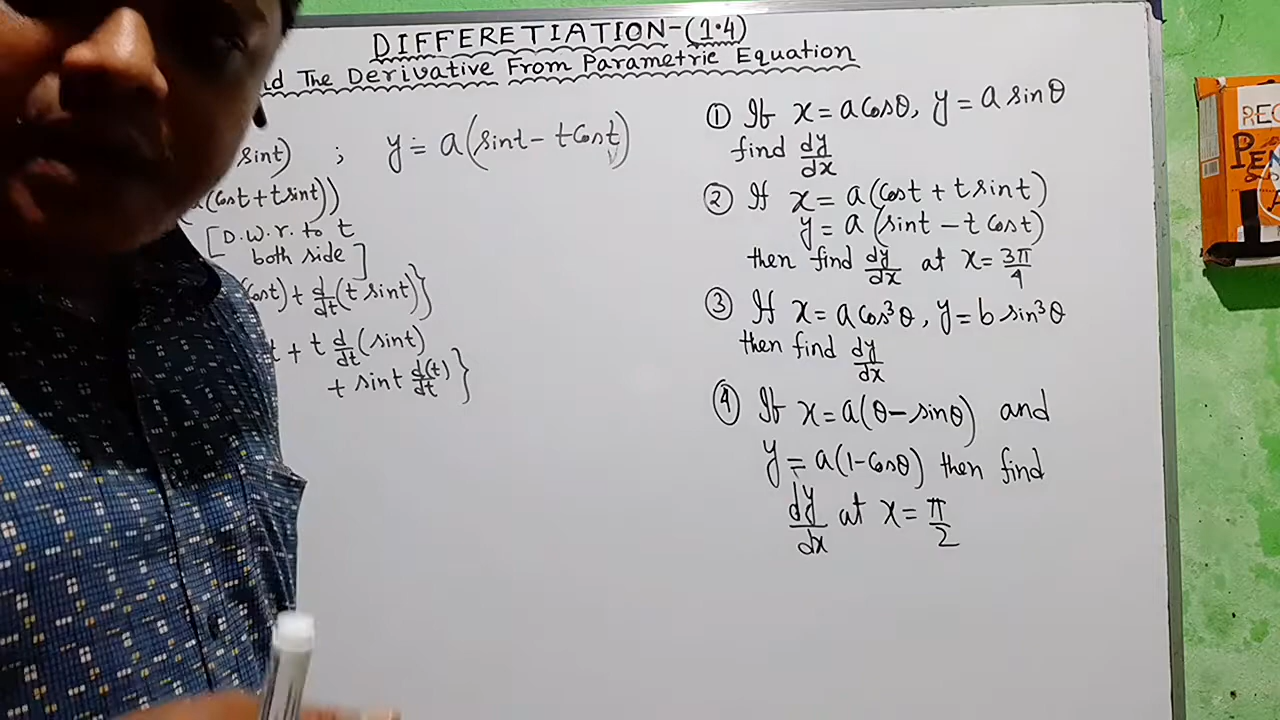 DIFFERETIATION-(1.4)
The Derivative From Parametric Equation
sint) ; y = a(sint - t cost)
(cost + t sint))
[D.W.r. to t
both side]
cost) + d/dt (t sint)}
t + t d/dt (sint)
+ sint d(t)/dt }
① If x = a cosθ, y = a sinθ
find dy/dx
② If x = a(cost + t sint)
y = a (sint - t cost)
then find dy/dx at x = 3π/4
③ If x = a cos³θ, y = b sin³θ
then find dy/dx
④ If x = a(θ - sinθ) and
y = a(1 - cosθ) then find
dy/dx at x = π/2